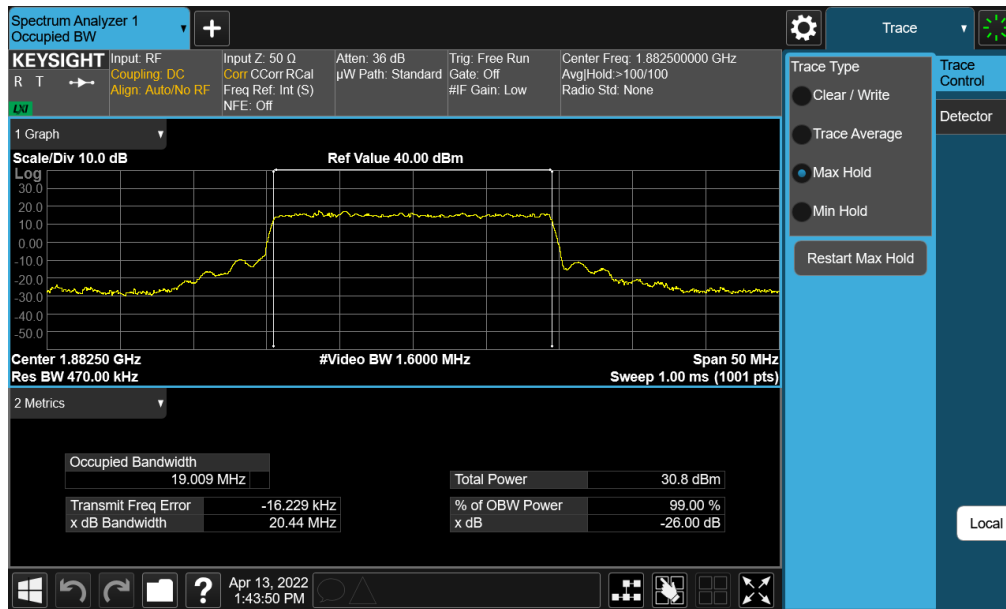 Spectrum Analyzer 1
Occupied BW
+
Trace
KEYSIGHT
R T
LXI
Input: RF
Coupling: DC
Align: Auto/No RF
Input Z: 50 Ω
Corr CCorr RCal
Freq Ref: Int (S)
NFE: Off
Atten: 36 dB
µW Path: Standard
Trig: Free Run
Gate: Off
#IF Gain: Low
Center Freq: 1.882500000 GHz
Avg|Hold:>100/100
Radio Std: None
Trace Type
Clear / Write
Trace Average
Max Hold
Min Hold
Restart Max Hold
Trace
Control
Detector
Local
1 Graph
Scale/Div 10.0 dB
Ref Value 40.00 dBm
Log
30.0
20.0
10.0
0.00
-10.0
-20.0
-30.0
-40.0
-50.0
Center 1.88250 GHz
#Video BW 1.6000 MHz
Span 50 MHz
Res BW 470.00 kHz
Sweep 1.00 ms (1001 pts)
2 Metrics
Occupied Bandwidth
19.009 MHz
Total Power 30.8 dBm
Transmit Freq Error -16.229 kHz
% of OBW Power 99.00 %
x dB Bandwidth 20.44 MHz
x dB -26.00 dB
?
Apr 13, 2022
1:43:50 PM